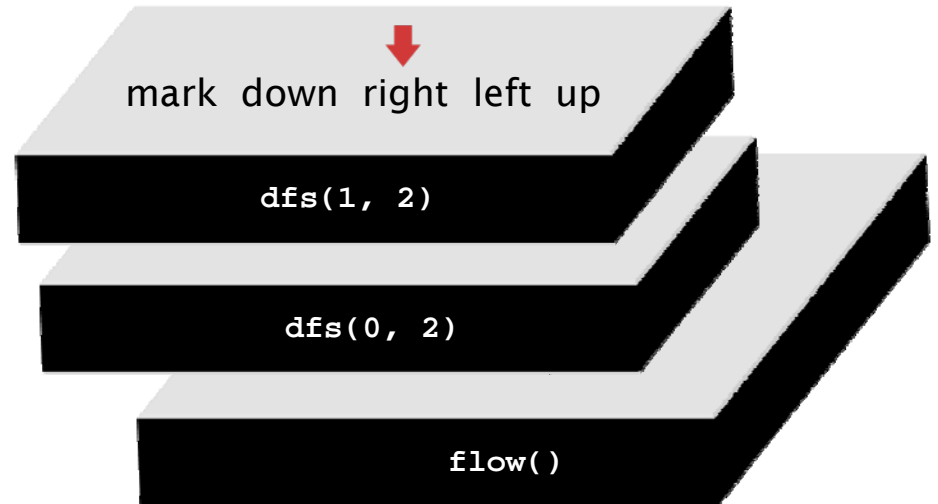 mark down right left up
dfs(1, 2)
dfs(0, 2)
flow()